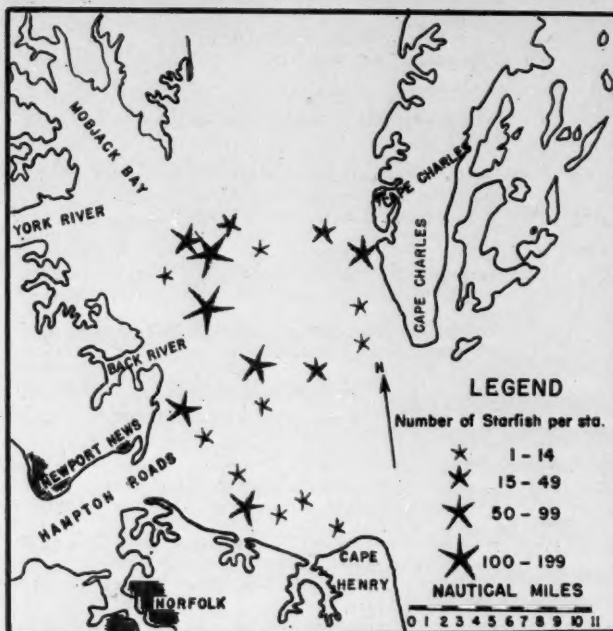 MOBJACK BAY
CAPE CHARLES
YORK RIVER
CAPE CHARLES
BACK RIVER
N
LEGEND
Number of Starfish per sta.
1 - 14
15 - 49
50 - 99
100 - 199
NEWPORT NEWS
HAMPTON ROADS
CAPE HENRY
NORFOLK
NAUTICAL MILES
0 1 2 3 4 5 6 7 8 9 10 11